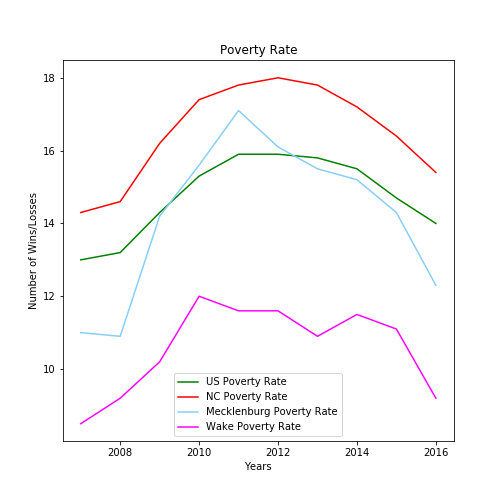 Poverty Rate
Number of Wins/Losses
18
16
14
12
10
US Poverty Rate
NC Poverty Rate
Mecklenburg Poverty Rate
Wake Poverty Rate
2008 2010 2012 2014 2016
Years